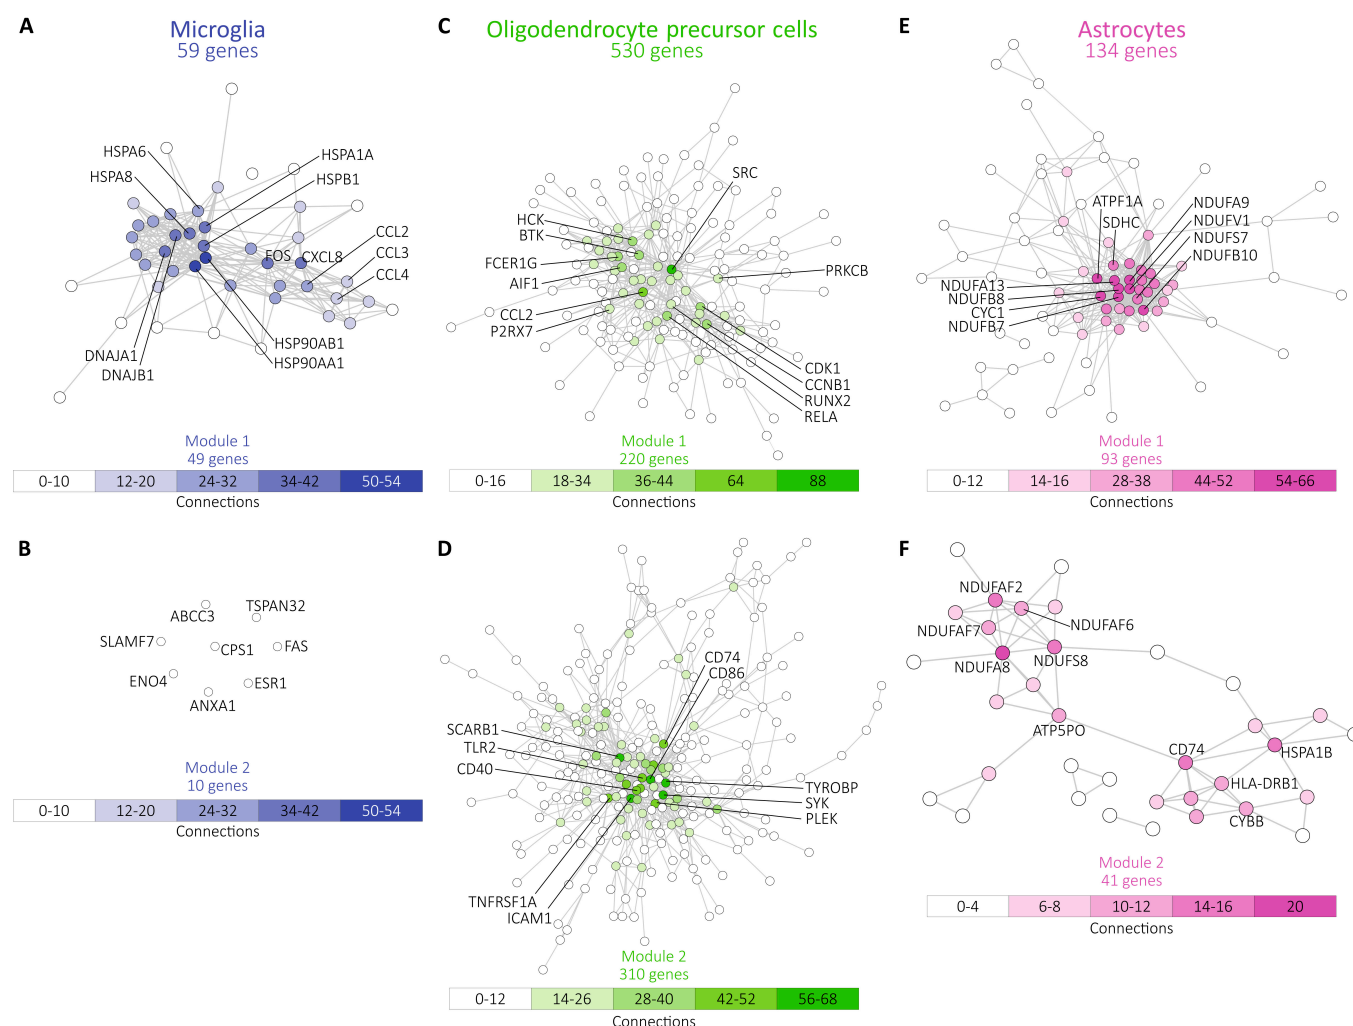 A
Microglia
59 genes
HSPA6
HSPA8
HSPA1A
HSPB1
CCL2
CCL3
CCL4
FOS
CXCL8
DNAJA1
DNAJB1
HSP90AB1
HSP90AA1
Module 1
49 genes
0-10 12-20 24-32 34-42 50-54
Connections
B
ABCC3
TSPAN32
SLAMF7
CPS1
FAS
ENO4
ESR1
ANXA1
Module 2
10 genes
0-10 12-20 24-32 34-42 50-54
Connections
C
Oligodendrocyte precursor cells
530 genes
SRC
HCK
BTK
FCER1G
AIF1
CCL2
P2RX7
PRKCB
CDK1
CCNB1
RUNX2
RELA
Module 1
220 genes
0-16 18-34 36-44 64 88
Connections
D
CD74
CD86
SCARB1
TLR2
CD40
TYROBP
SYK
PLEK
TNFRSF1A
ICAM1
Module 2
310 genes
0-12 14-26 28-40 42-52 56-68
Connections
E
Astrocytes
134 genes
ATPF1A
SDHC
NDUFA9
NDUFV1
NDUFS7
NDUFB10
NDUFA13
NDUFB8
CYC1
NDUFB7
Module 1
93 genes
0-12 14-16 28-38 44-52 54-66
Connections
F
NDUFAF2
NDUFAF7
NDUFAF6
NDUFA8
NDUFS8
ATP5PO
CD74
HSPA1B
HLA-DRB1
CYBB
Module 2
41 genes
0-4 6-8 10-12 14-16 20
Connections